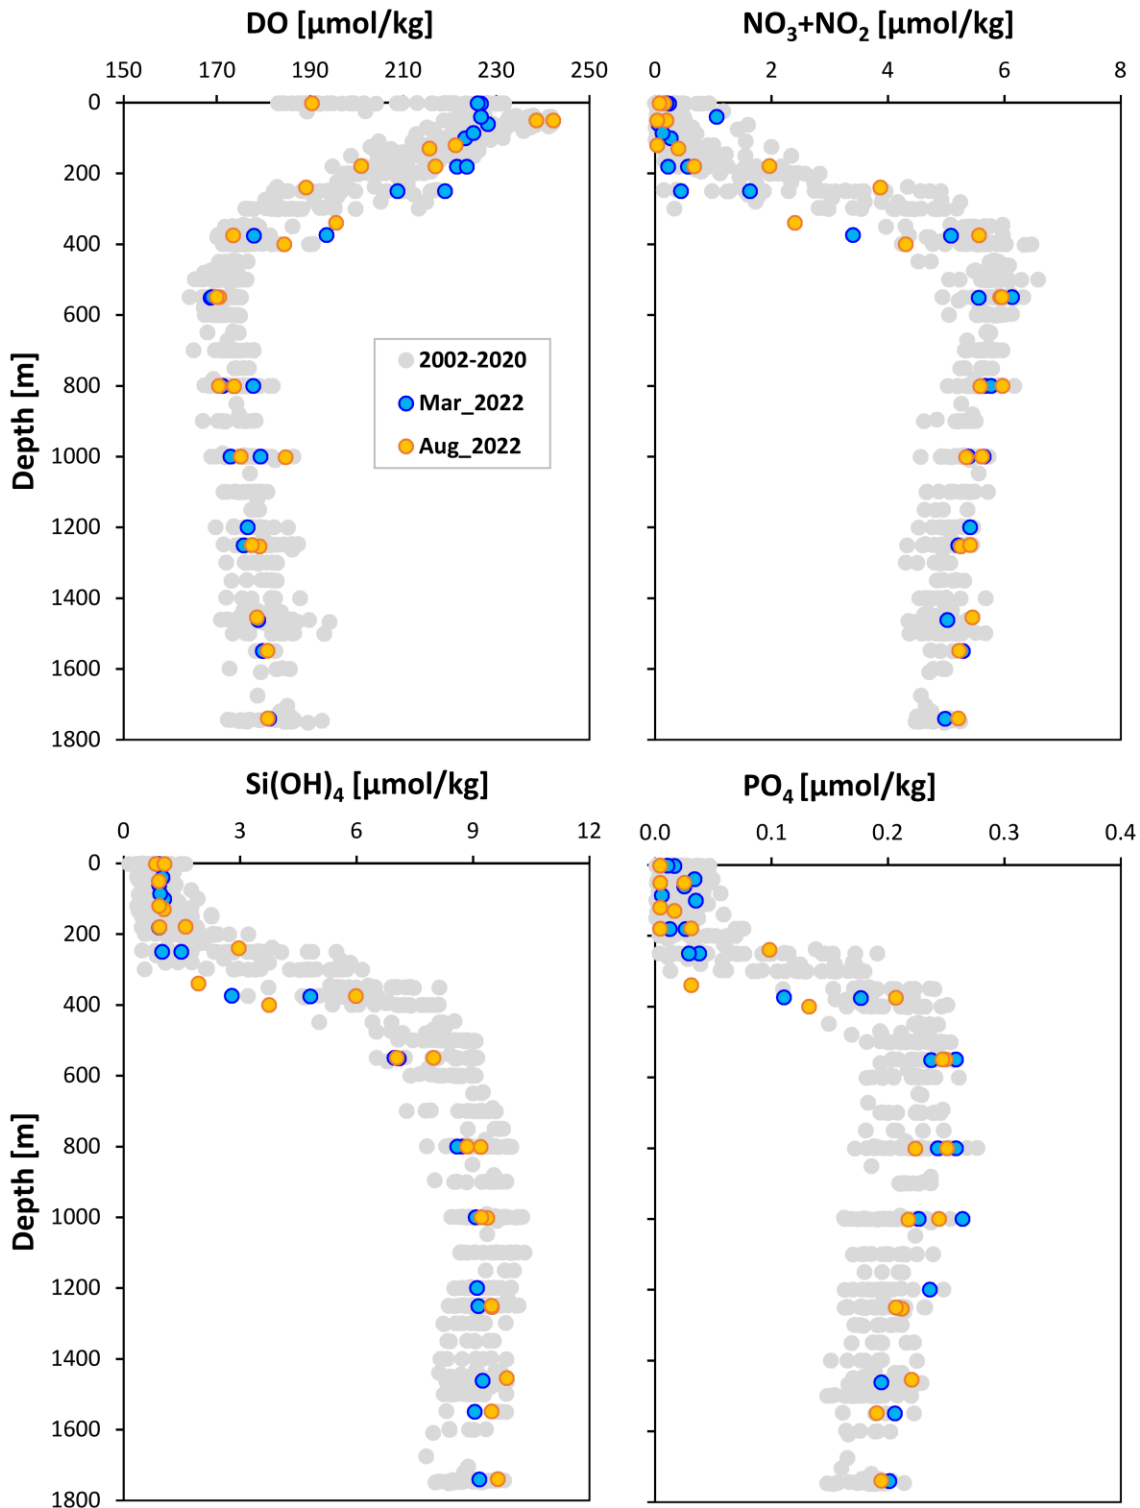 DO [µmol/kg]
NO3+NO2 [µmol/kg]
150 170 190 210 230 250
0 2 4 6 8
0
200
400
600
800
1000
1200
1400
1600
1800
Depth [m]
2002-2020
Mar_2022
Aug_2022
Si(OH)4 [µmol/kg]
PO4 [µmol/kg]
0 3 6 9 12
0.0 0.1 0.2 0.3 0.4
0
200
400
600
800
1000
1200
1400
1600
1800
Depth [m]